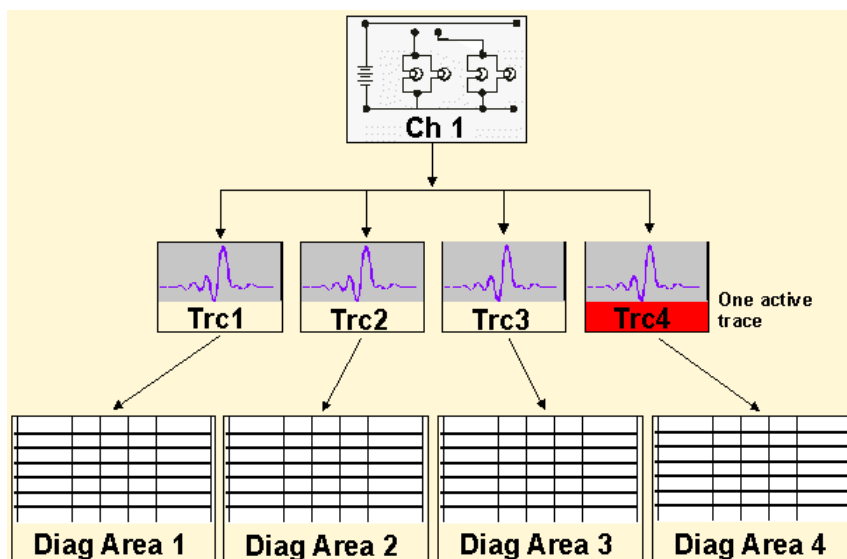 Ch 1
Trc1
Trc2
Trc3
Trc4
One active
trace
Diag Area 1
Diag Area 2
Diag Area 3
Diag Area 4